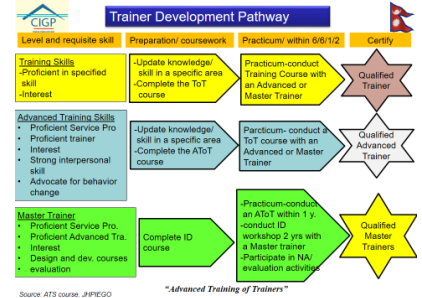 CIGP
Trainer Development Pathway
Level and requisite skill
Preparation/ coursework
Practicum/ within 6/6/1/2
Certify
Training Skills
-Proficient in specified
skill
-Interest
-Update knowledge/
skill in a specific area
-Complete the ToT
course
Practicum-conduct
Training Course with
an Advanced or
Master Trainer
Qualified
Trainer
Advanced Training Skills
• Proficient Service Pro
• Proficient trainer
• Interest
• Strong interpersonal
skill
• Advocate for behavior
change
-Update knowledge/
skill in a specific area
-Complete the AToT
course
Parcticum- conduct a
ToT course with an
Advanced or Master
Trainer
Qualified
Advanced
Trainer
Master Trainer
• Proficient Service Pro.
• Proficient Advanced Tra.
• Interest
• Design and dev. courses
• evaluation
Complete ID
course
-Practicum-conduct
an AToT within 1 y.
-conduct ID
workshop 2 yrs with
a Master trainer
-Participate in NA/
evaluation activities
Qualified
Master
Trainers
"Advanced Training of Trainers"
Source: ATS course, JHPIEGO